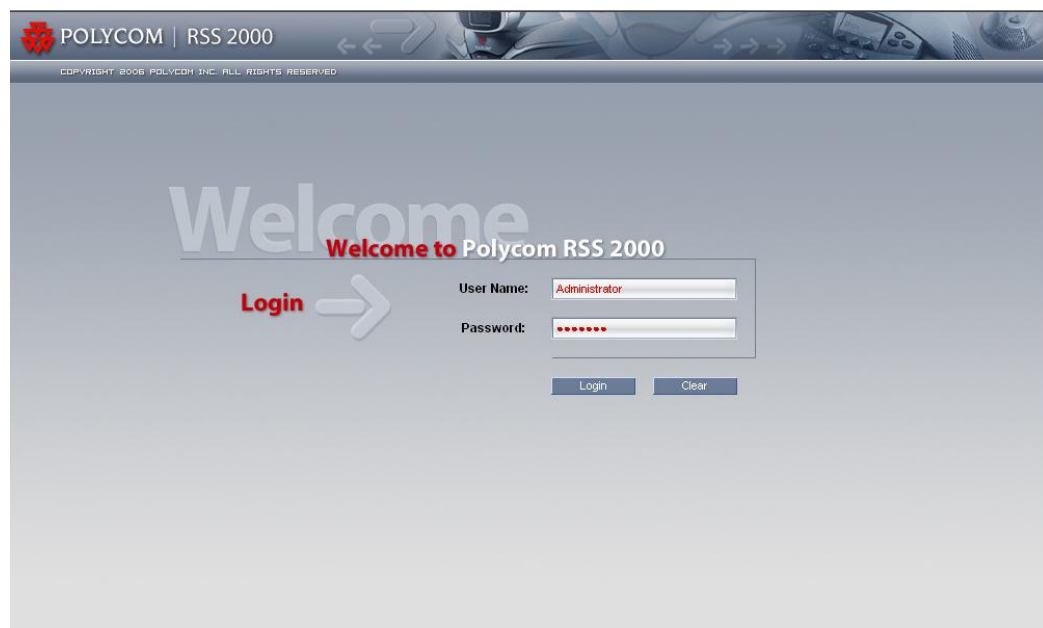 POLYCOM | RSS 2000
COPYRIGHT 2006 POLYCOM INC. ALL RIGHTS RESERVED
Welcome
Welcome to Polycom RSS 2000
User Name: Administrator
Login
Password: •••••••
Login Clear